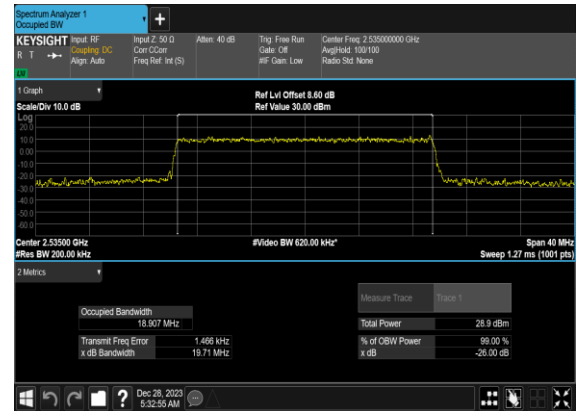 Spectrum Analyzer 1
Occupied BW
+
KEYSIGHT Input: RF Input Z: 50 Ω Atten: 40 dB Trig: Free Run Center Freq: 2.535000000 GHz
R T Coupling: DC Corr CCorr Gate: Off Avg|Hold: 100/100
Align: Auto Freq Ref: Int (S) #IF Gain: Low Radio Std: None
LXI
1 Graph Ref Lvl Offset 8.60 dB
Scale/Div 10.0 dB Ref Value 30.00 dBm
Log
20.0
10.0
0.00
-10.0
-20.0
-30.0
-40.0
-50.0
-60.0
Center 2.53500 GHz #Video BW 620.00 kHz* Span 40 MHz
#Res BW 200.00 kHz Sweep 1.27 ms (1001 pts)
2 Metrics
Measure Trace Trace 1
Occupied Bandwidth
18.907 MHz Total Power 28.9 dBm
Transmit Freq Error 1.466 kHz % of OBW Power 99.00 %
x dB Bandwidth 19.71 MHz x dB -26.00 dB
? Dec 28, 2023
5:32:55 AM